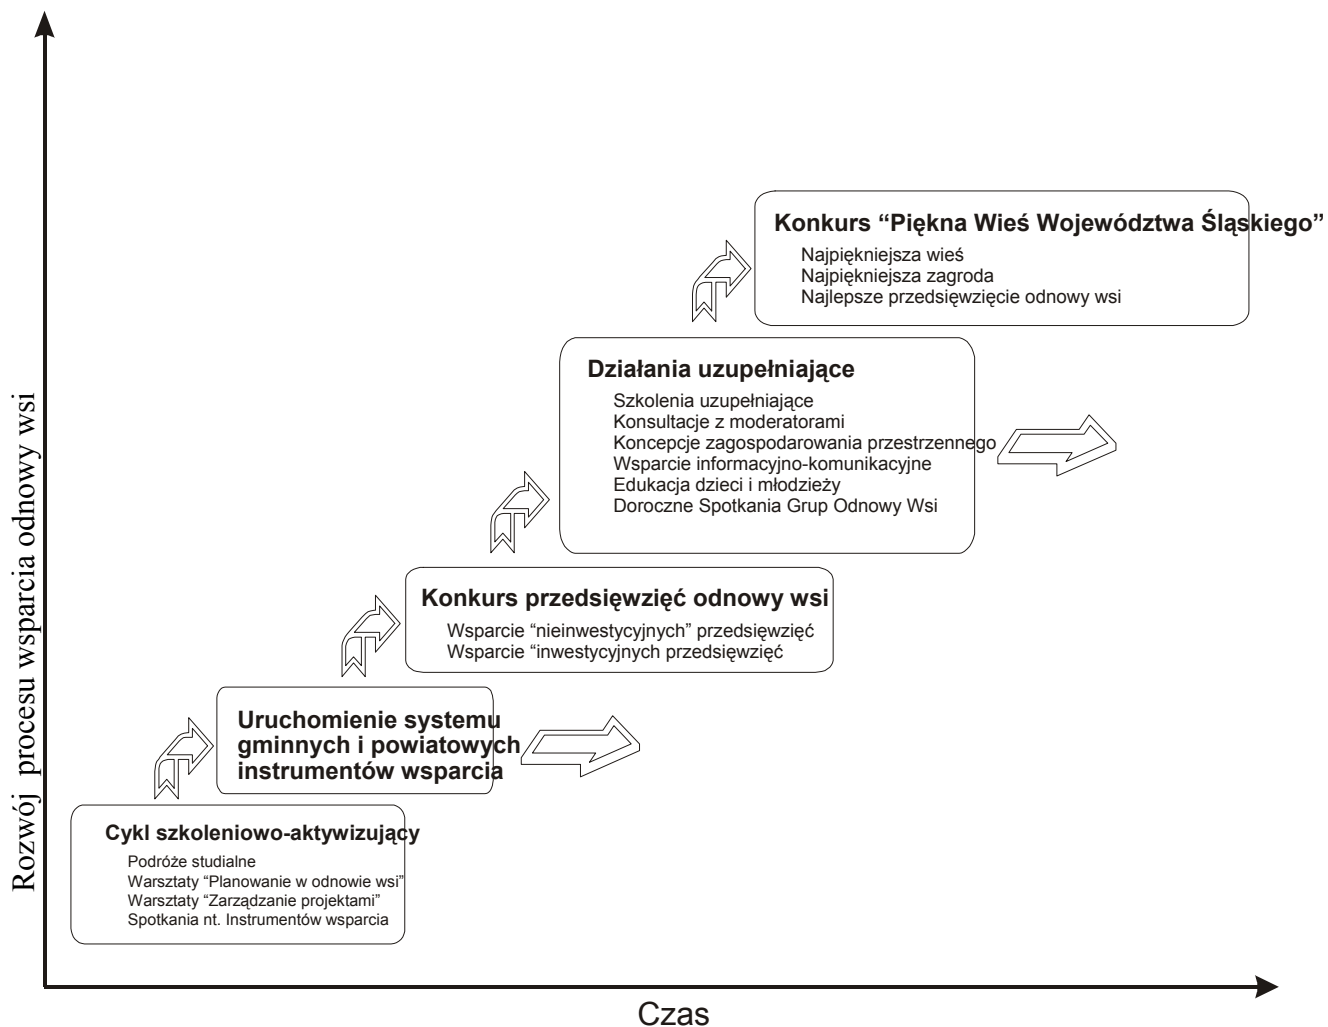 Rozwój procesu wsparcia odnowy wsi
Konkurs “Piękna Wieś Województwa Śląskiego”
Najpiękniejsza wieś
Najpiękniejsza zagroda
Najlepsze przedsięwzięcie odnowy wsi
Działania uzupełniające
Szkolenia uzupełniające
Konsultacje z moderatorami
Koncepcje zagospodarowania przestrzennego
Wsparcie informacyjno-komunikacyjne
Edukacja dzieci i młodzieży
Doroczne Spotkania Grup Odnowy Wsi
Konkurs przedsięwzięć odnowy wsi
Wsparcie “nieinwestycyjnych” przedsięwzięć
Wsparcie “inwestycyjnych przedsięwzięć
Uruchomienie systemu
gminnych i powiatowych
instrumentów wsparcia
Cykl szkoleniowo-aktywizujący
Podróże studialne
Warsztaty “Planowanie w odnowie wsi”
Warsztaty “Zarządzanie projektami”
Spotkania nt. Instrumentów wsparcia
Czas